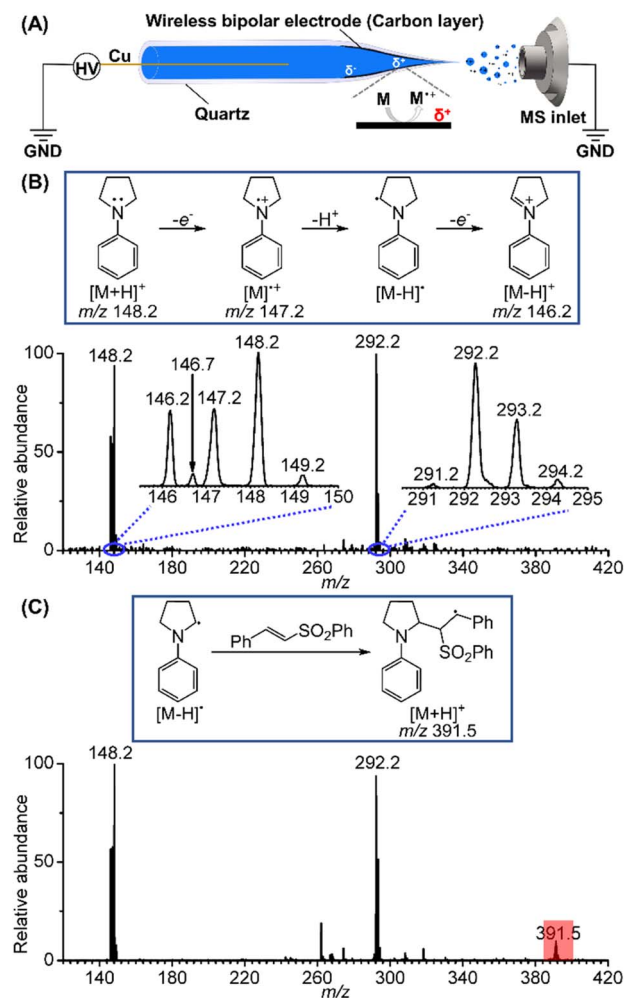 (A)
Wireless bipolar electrode (Carbon layer)
HV
Cu
δ-
δ+
Quartz
M
M•+
δ+
MS inlet
GND
GND
(B)
N
-e-
N
-H+
N
-e-
N
[M+H]+
m/z 148.2
[M]•+
m/z 147.2
[M-H]•
[M-H]+
m/z 146.2
Relative abundance
100
50
0
148.2
146.2
146.7
147.2
148.2
149.2
146 147 148 149 150
292.2
292.2
293.2
291.2
294.2
291 292 293 294 295
140 180 220 260 300 340 380 420
m/z
(C)
N
[M-H]•
Ph
SO2Ph
N
Ph
SO2Ph
[M+H]+
m/z 391.5
Relative abundance
100
50
0
148.2
292.2
391.5
140 180 220 260 300 340 380 420
m/z